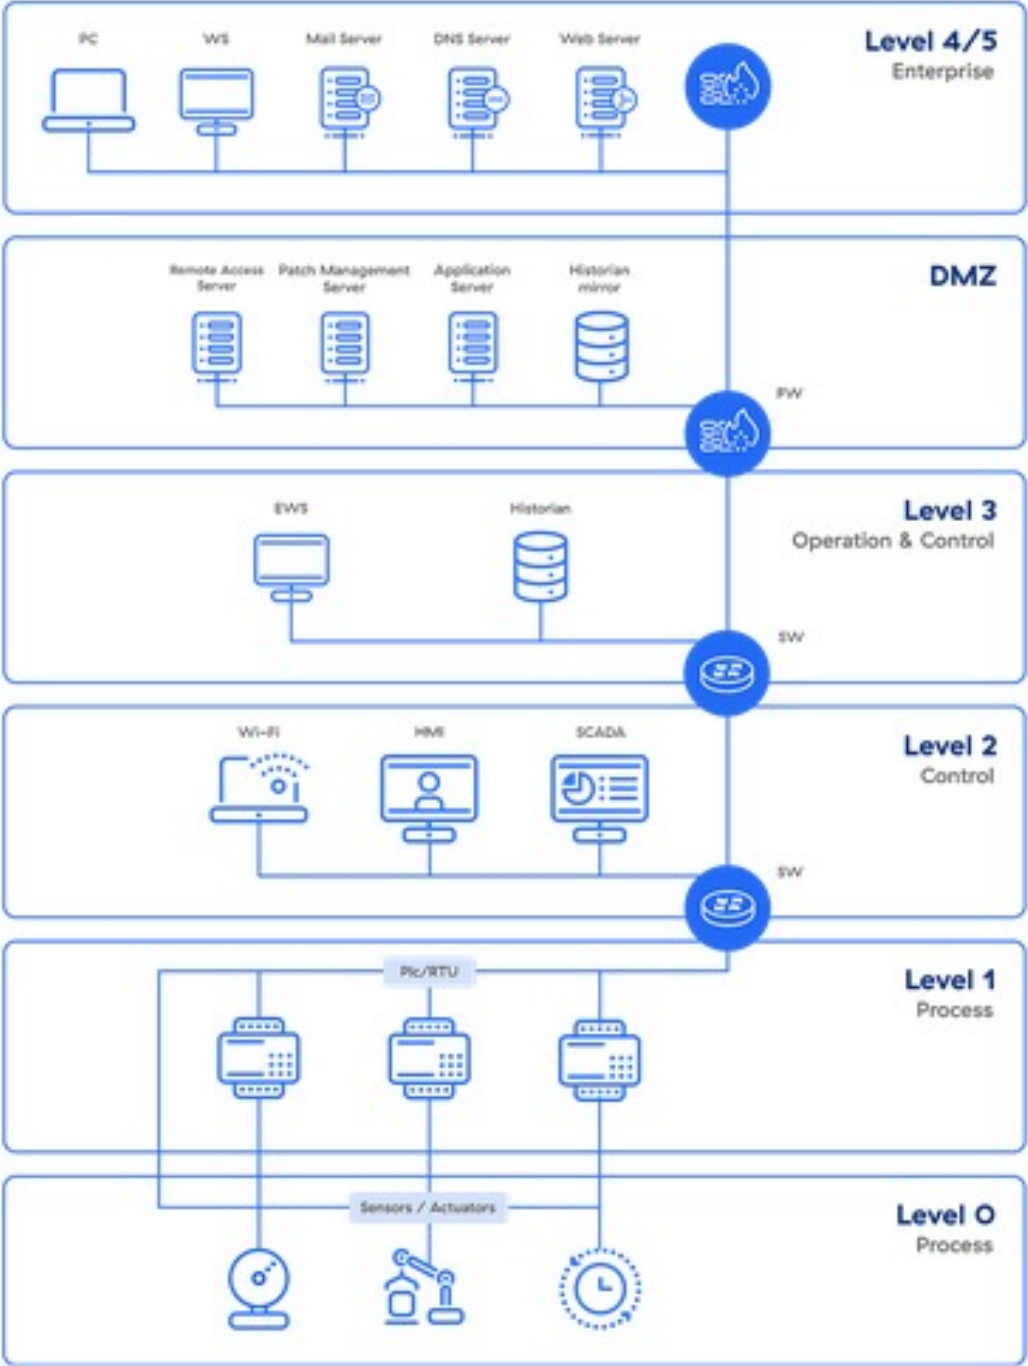 Level 4/5
Enterprise
PC
WS
Mail Server
DNS Server
Web Server
DMZ
Remote Access
Server
Patch Management
Server
Application
Server
Historian
mirror
FW
Level 3
Operation & Control
EWS
Historian
SW
Level 2
Control
Wi-Fi
HMI
SCADA
SW
Level 1
Process
Plc/RTU
Level 0
Process
Sensors / Actuators